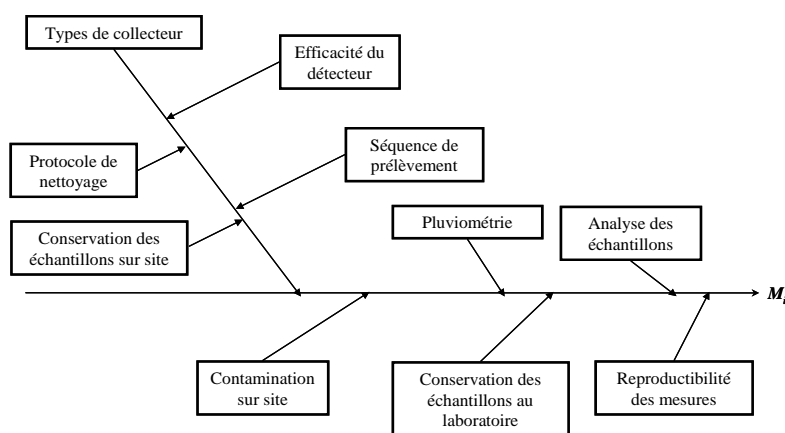 Types de collecteur
Efficacité du
détecteur
Protocole de
nettoyage
Séquence de
prélèvement
Conservation des
échantillons sur site
Pluviométrie
Analyse des
échantillons
M
Contamination
sur site
Conservation des
échantillons au
laboratoire
Reproductibilité
des mesures